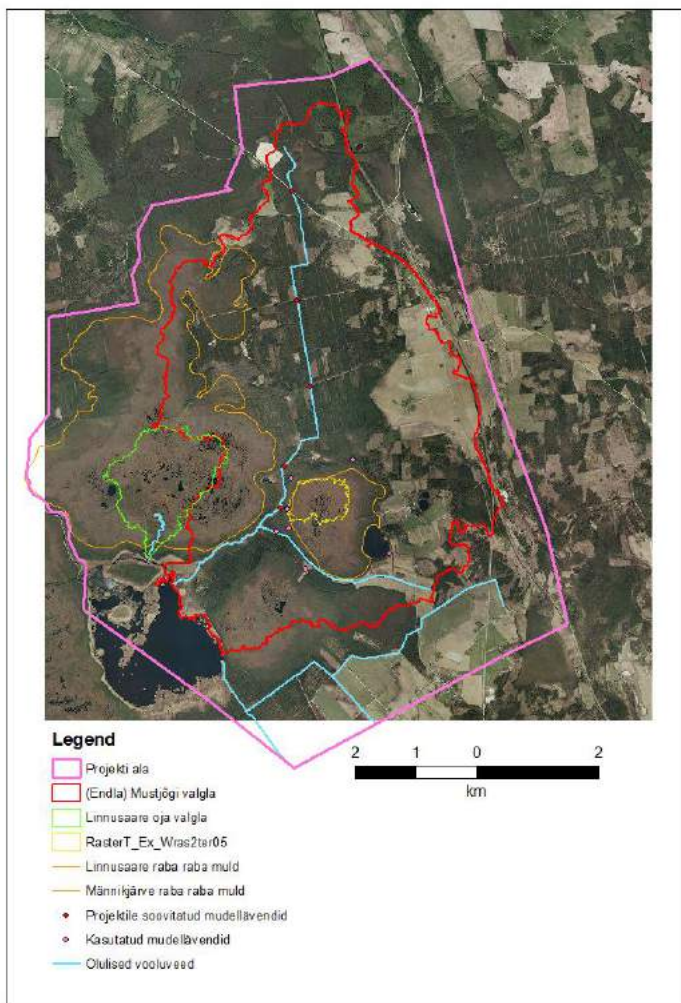 Legend
Projekti ala
(Endla) Mustjõgi valgla
Linnusaare oja valgla
RasterT_Ex_Wras2ter05
Linnusaare raba raba muld
Männikjärve raba raba muld
Projektile soovitatud mudellävendid
Kasutatud mudellävendid
Olulised vooluveed
2 1 0 2
km